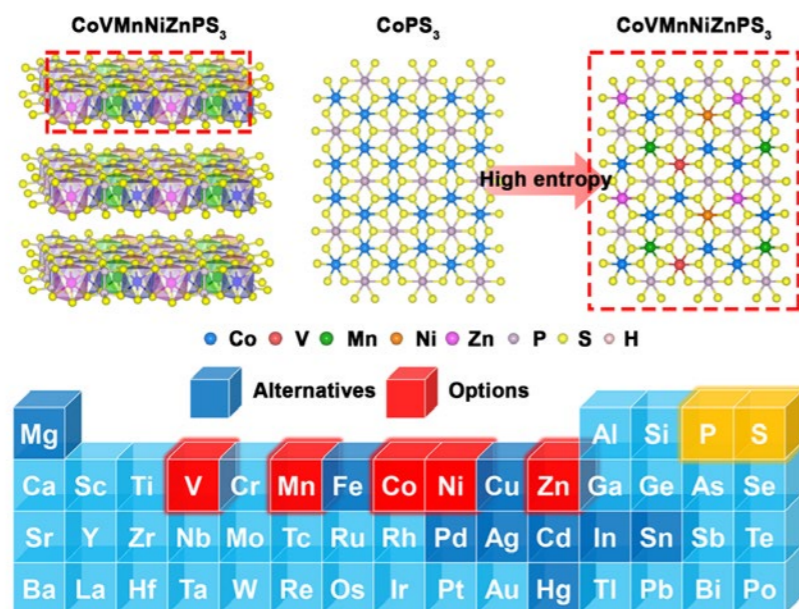 CoVMnNiZnPS3 CoPS3 CoVMnNiZnPS3
High entropy
Co V Mn Ni Zn P S H
Alternatives Options
Mg Al Si P S
Ca Sc Ti V Cr Mn Fe Co Ni Cu Zn Ga Ge As Se
Sr Y Zr Nb Mo Tc Ru Rh Pd Ag Cd In Sn Sb Te
Ba La Hf Ta W Re Os Ir Pt Au Hg Tl Pb Bi Po